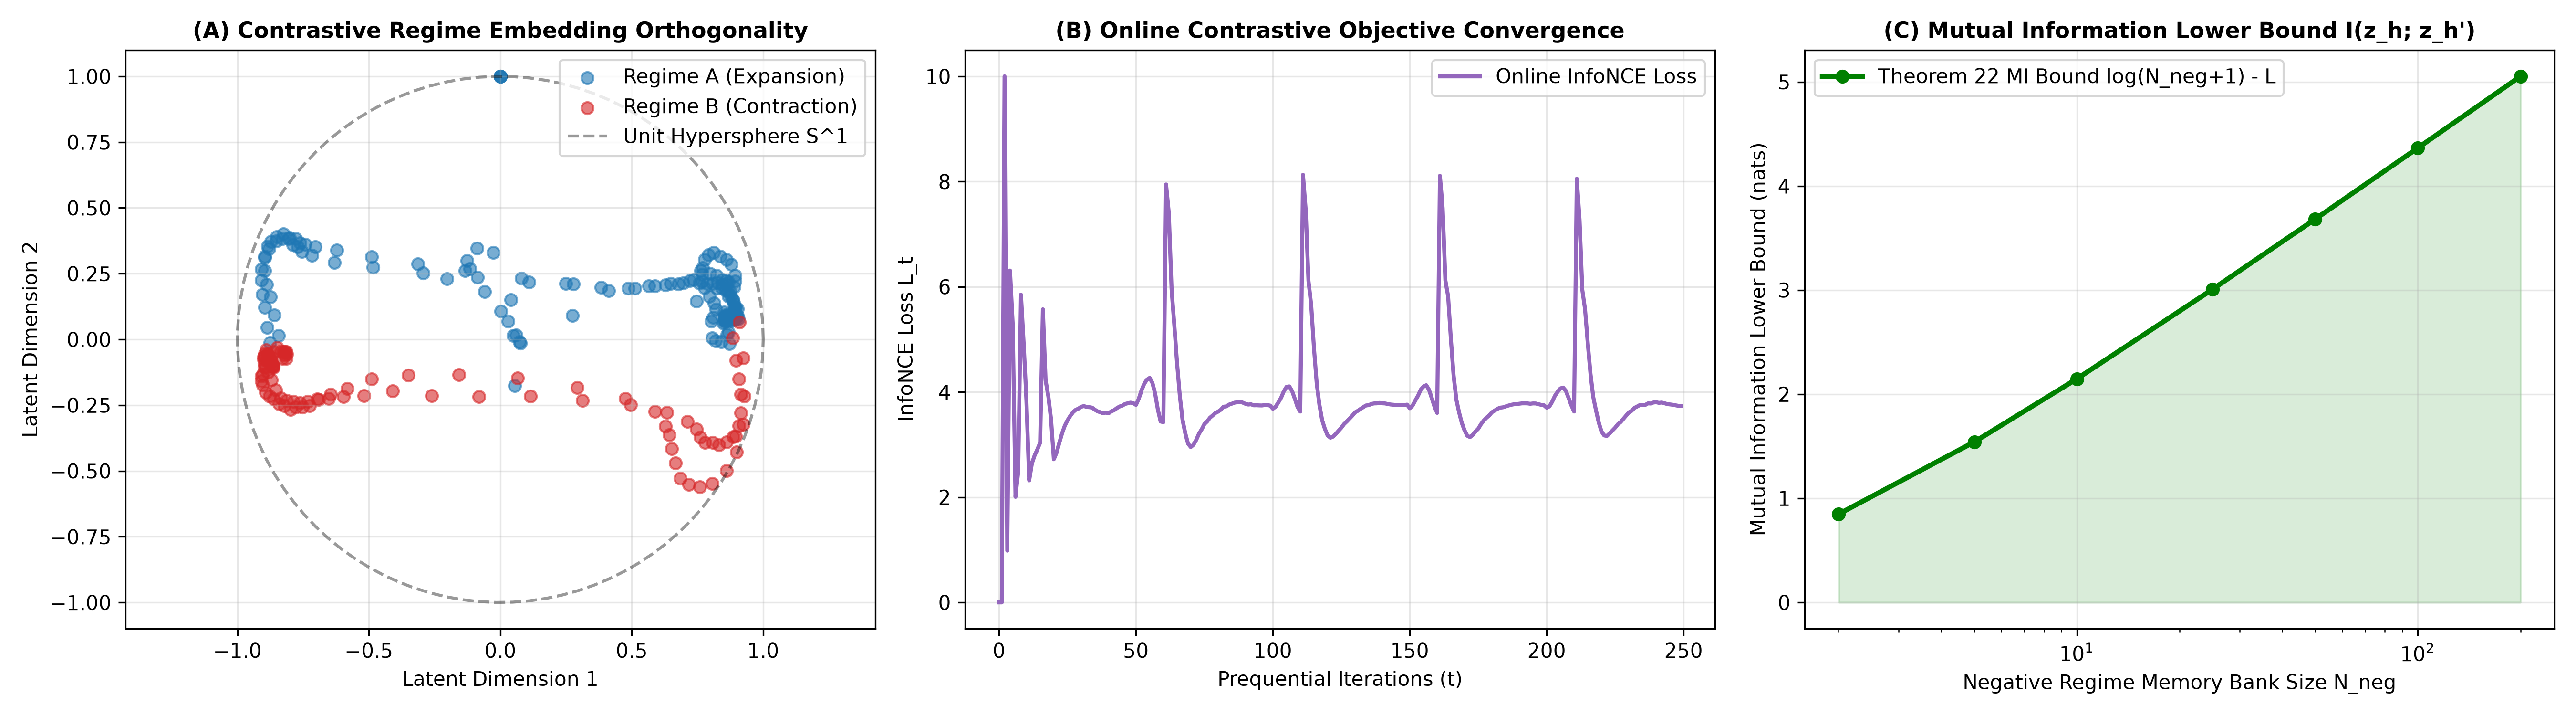 (A) Contrastive Regime Embedding Orthogonality
Regime A (Expansion)
Regime B (Contraction)
Unit Hypersphere S^1
Latent Dimension 2
1.00
0.75
0.50
0.25
0.00
−0.25
−0.50
−0.75
−1.00
−1.0
−0.5
0.0
0.5
1.0
Latent Dimension 1
(B) Online Contrastive Objective Convergence
Online InfoNCE Loss
InfoNCE Loss L_t
10
8
6
4
2
0
0
50
100
150
200
250
Prequential Iterations (t)
(C) Mutual Information Lower Bound I(z_h; z_h')
Theorem 22 MI Bound log(N_neg+1) - L
Mutual Information Lower Bound (nats)
5
4
3
2
1
0
10¹
10²
Negative Regime Memory Bank Size N_neg